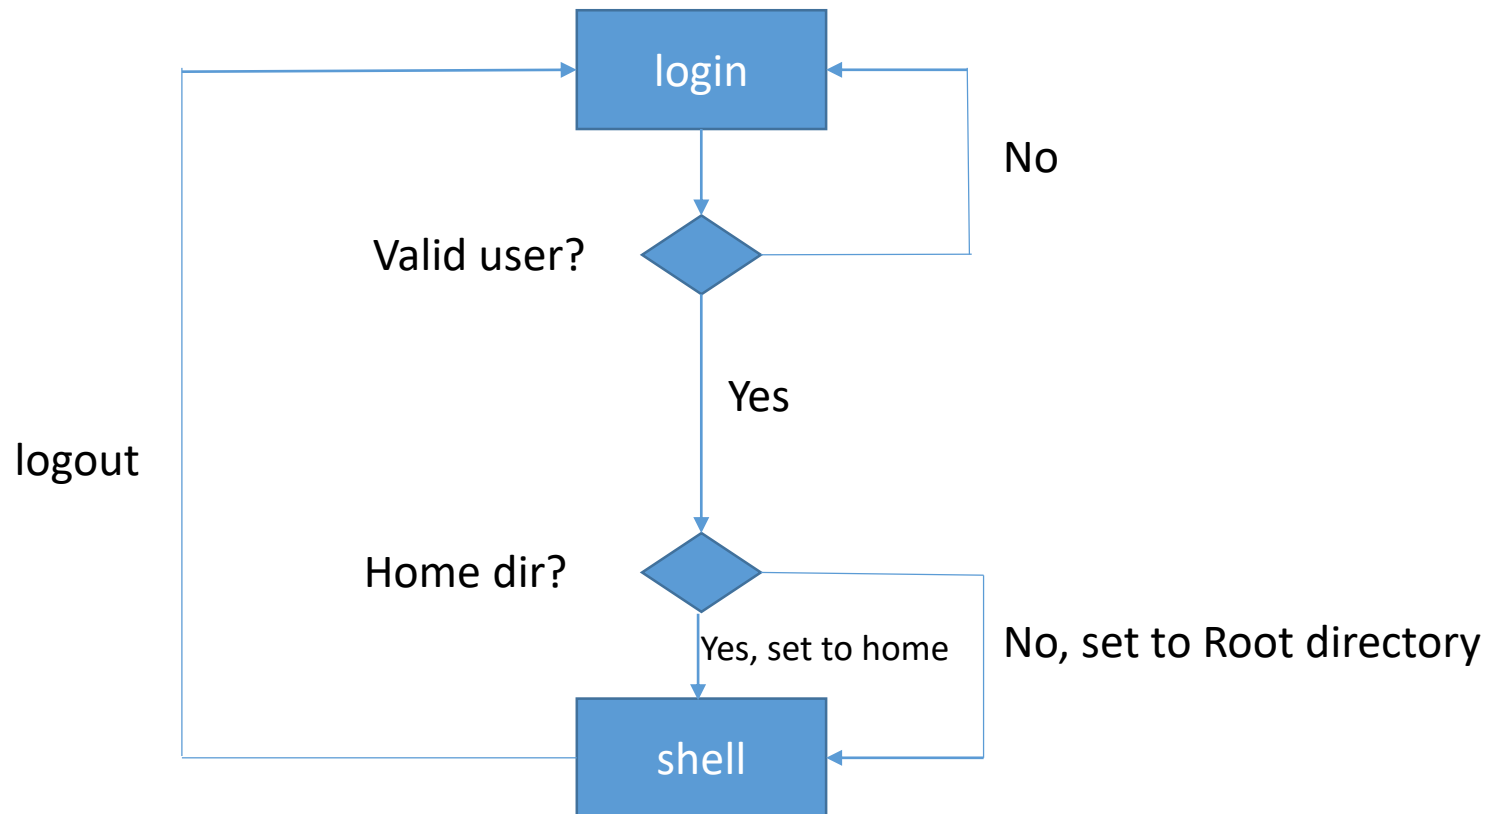 login
No
Valid user?
Yes
logout
Home dir?
Yes, set to home
No, set to Root directory
shell